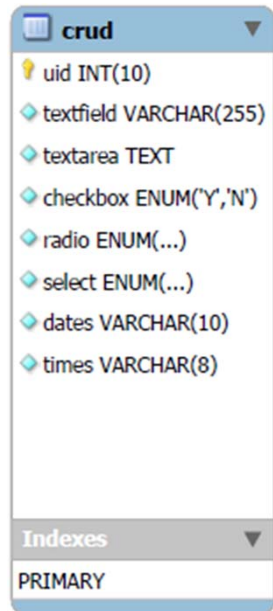 crud
uid INT(10)
textfield VARCHAR(255)
textarea TEXT
checkbox ENUM('Y','N')
radio ENUM(...)
select ENUM(...)
dates VARCHAR(10)
times VARCHAR(8)
Indexes
PRIMARY